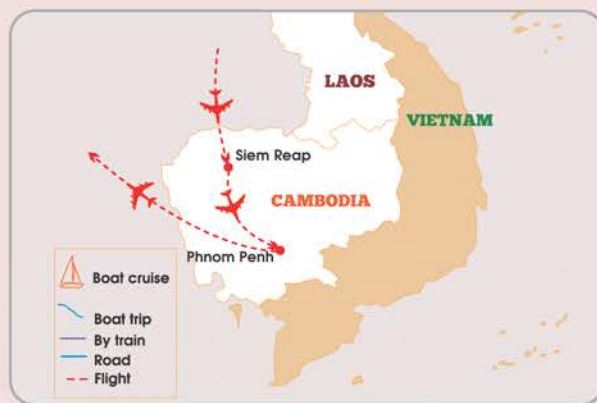 LAOS
VIETNAM
Siem Reap
CAMBODIA
Phnom Penh
Boat cruise
Boat trip
By train
Road
Flight